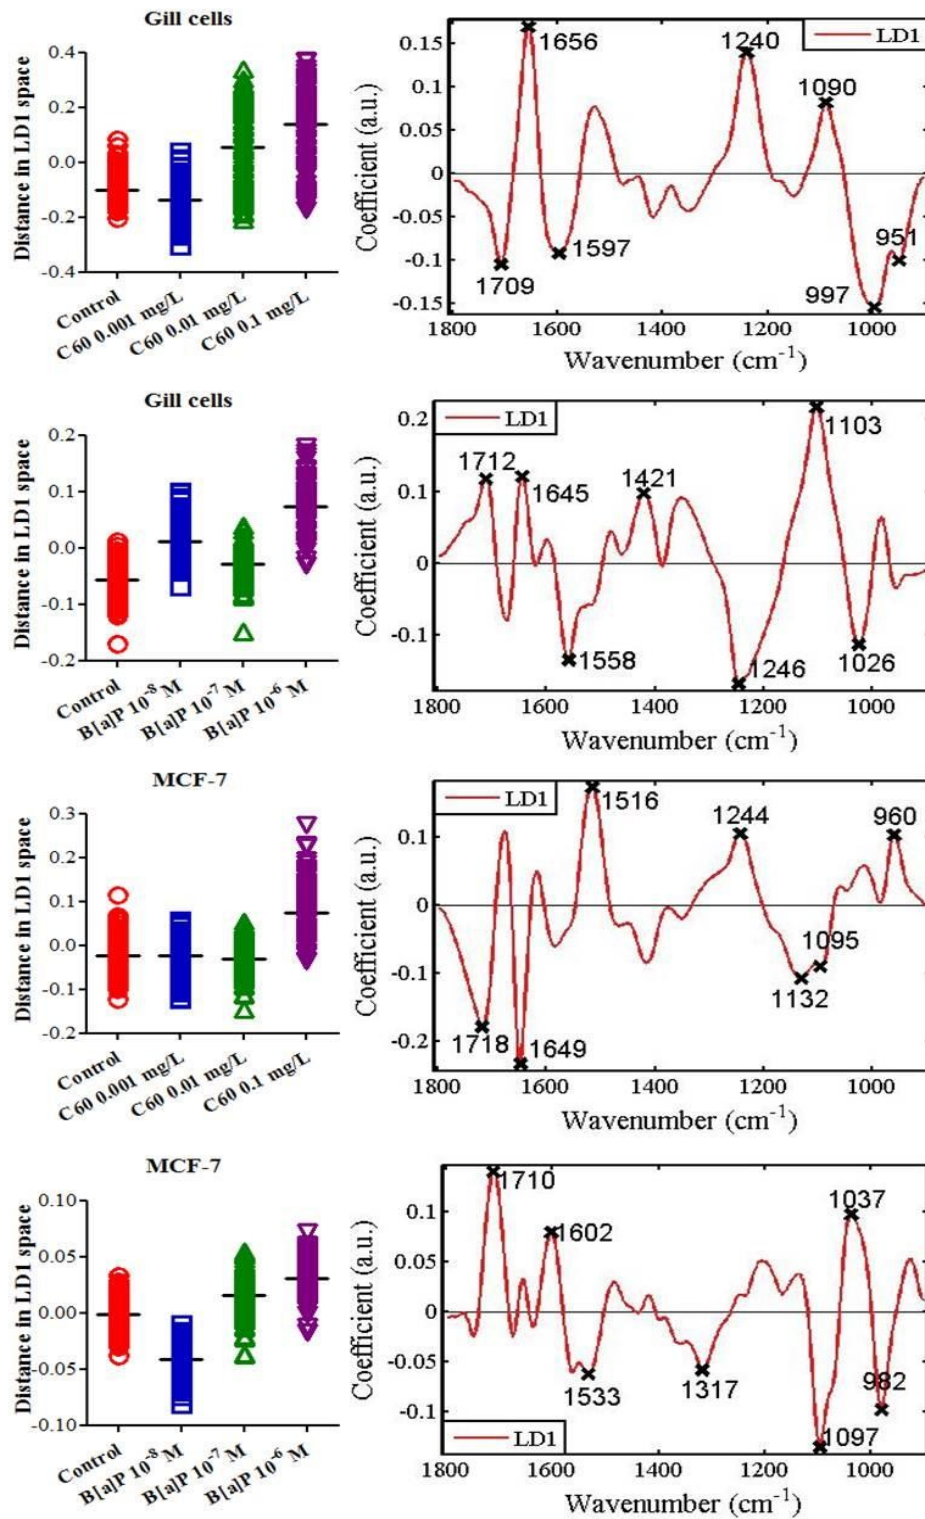 Gill cells
Distance in LD1 space
0.4
0.2
0.0
-0.2
-0.4
Control
C60 0.001 mg/L
C60 0.01 mg/L
C60 0.1 mg/L
LD1
Coefficient (a.u.)
0.15
0.1
0.05
0
-0.05
-0.1
-0.15
1656
1240
1090
1709
1597
997
951
1800
1600
1400
1200
1000
Wavenumber (cm⁻¹)
Gill cells
Distance in LD1 space
0.2
0.1
0.0
-0.1
-0.2
Control
B[a]P 10⁻⁸ M
B[a]P 10⁻⁷ M
B[a]P 10⁻⁶ M
LD1
Coefficient (a.u.)
0.2
0.1
0
-0.1
1712
1645
1421
1103
1558
1246
1026
1800
1600
1400
1200
1000
Wavenumber (cm⁻¹)
MCF-7
Distance in LD1 space
0.3
0.2
0.1
0.0
-0.1
-0.2
Control
C60 0.001 mg/L
C60 0.01 mg/L
C60 0.1 mg/L
LD1
Coefficient (a.u.)
0.1
0
-0.1
-0.2
1516
1244
960
1095
1132
1718
1649
1800
1600
1400
1200
1000
Wavenumber (cm⁻¹)
MCF-7
Distance in LD1 space
0.10
0.05
0.00
-0.05
-0.10
Control
B[a]P 10⁻⁸ M
B[a]P 10⁻⁷ M
B[a]P 10⁻⁶ M
LD1
Coefficient (a.u.)
0.1
0.05
0
-0.05
-0.1
1710
1602
1037
1533
1317
982
1097
1800
1600
1400
1200
1000
Wavenumber (cm⁻¹)